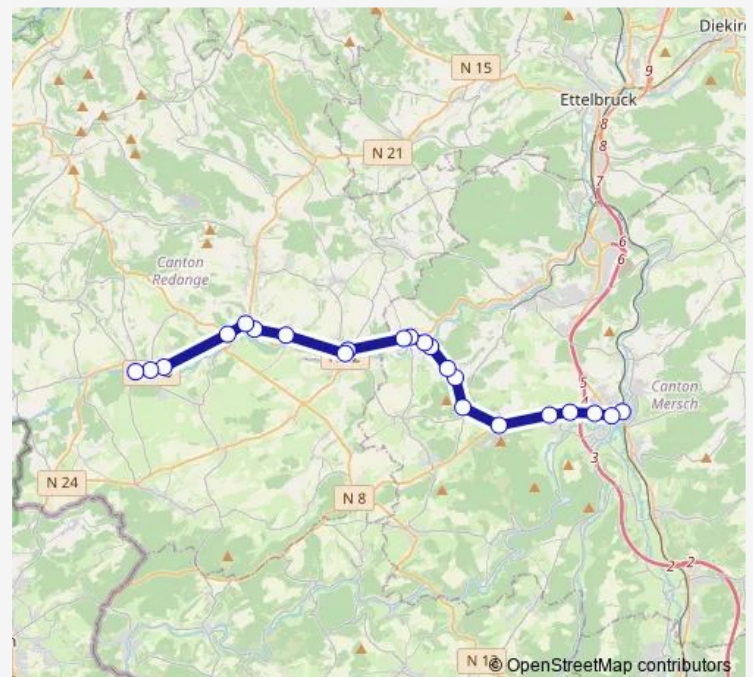 Diekir
N 15
9
Ettelbruck
8
8
N 21
7
6
6
Canton
Redange
5
4
Canton
Mersch
3
N 24
N 8
2
2
© OpenStreetMap contributors